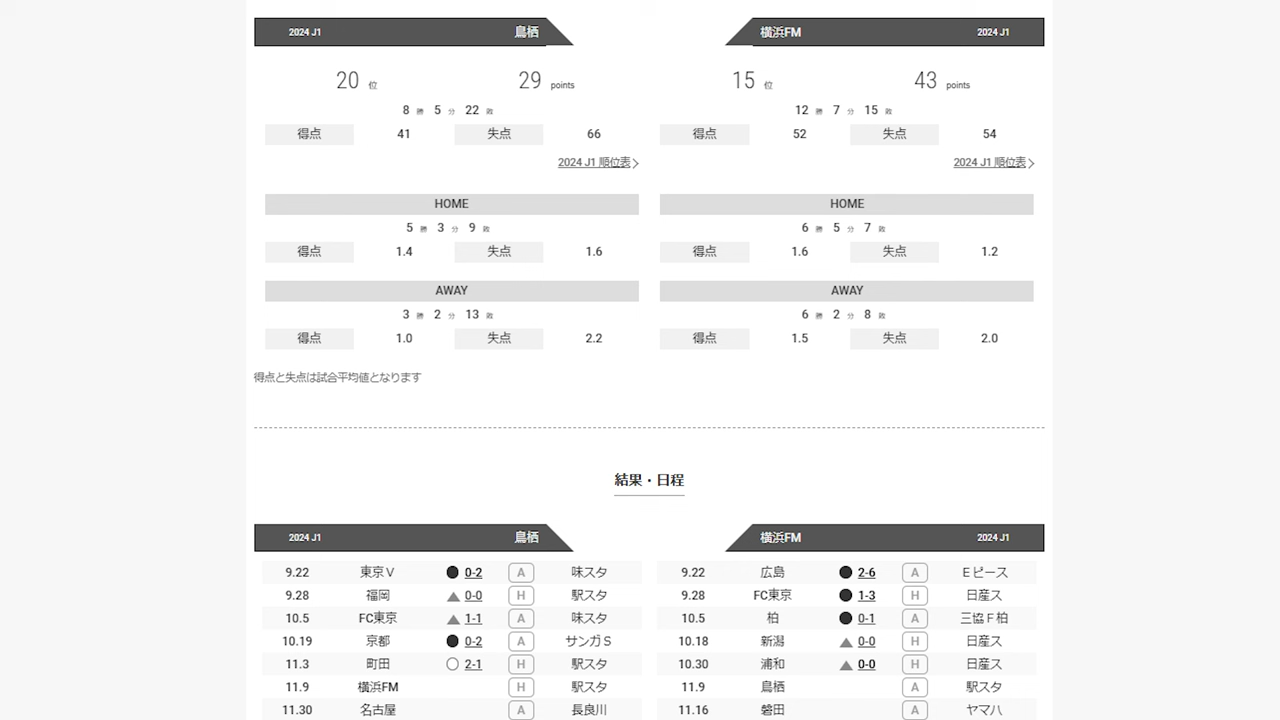 2024 J1 鳥栖 横浜FM 2024 J1
20 位 29 points 15 位 43 points
8 勝 5 分 22 敗 12 勝 7 分 15 敗
得点 41 失点 66 得点 52 失点 54
2024 J1 順位表 2024 J1 順位表
HOME HOME
5 勝 3 分 9 敗 6 勝 5 分 7 敗
得点 1.4 失点 1.6 得点 1.6 失点 1.2
AWAY AWAY
3 勝 2 分 13 敗 6 勝 2 分 8 敗
得点 1.0 失点 2.2 得点 1.5 失点 2.0
得点と失点は試合平均値となります
結果・日程
2024 J1 鳥栖 横浜FM 2024 J1
9.22 東京V ● 0-2 A 味スタ 9.22 広島 ● 2-6 A Eピース
9.28 福岡 ▲ 0-0 H 駅スタ 9.28 FC東京 ● 1-3 H 日産ス
10.5 FC東京 ▲ 1-1 A 味スタ 10.5 柏 ● 0-1 A 三協F柏
10.19 京都 ● 0-2 A サンガS 10.18 新潟 ▲ 0-0 H 日産ス
11.3 町田 ○ 2-1 H 駅スタ 10.30 浦和 ▲ 0-0 H 日産ス
11.9 横浜FM H 駅スタ 11.9 鳥栖 A 駅スタ
11.30 名古屋 A 長良川 11.16 磐田 A ヤマハ